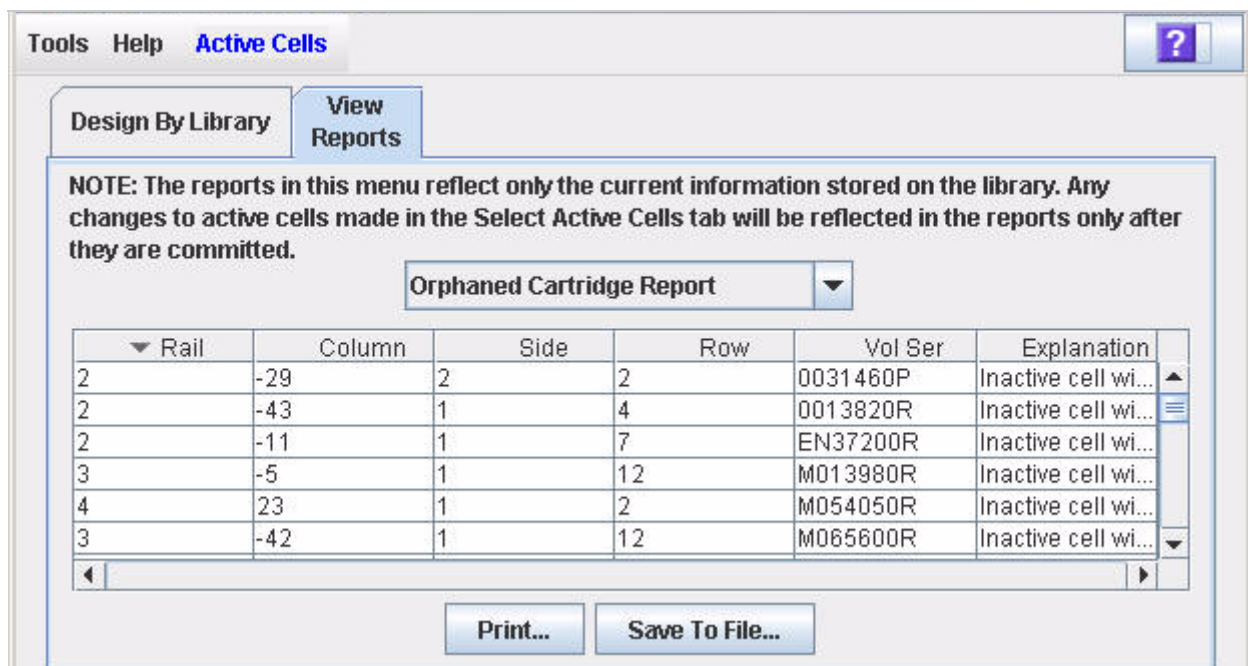 Tools Help Active Cells ?
Design By Library
View
Reports
NOTE: The reports in this menu reflect only the current information stored on the library. Any
changes to active cells made in the Select Active Cells tab will be reflected in the reports only after
they are committed.
Orphaned Cartridge Report
Rail Column Side Row Vol Ser Explanation
2 -29 2 2 0031460P Inactive cell wi...
2 -43 1 4 0013820R Inactive cell wi...
2 -11 1 7 EN37200R Inactive cell wi...
3 -5 1 12 M013980R Inactive cell wi...
4 23 1 2 M054050R Inactive cell wi...
3 -42 1 12 M065600R Inactive cell wi...
Print... Save To File...